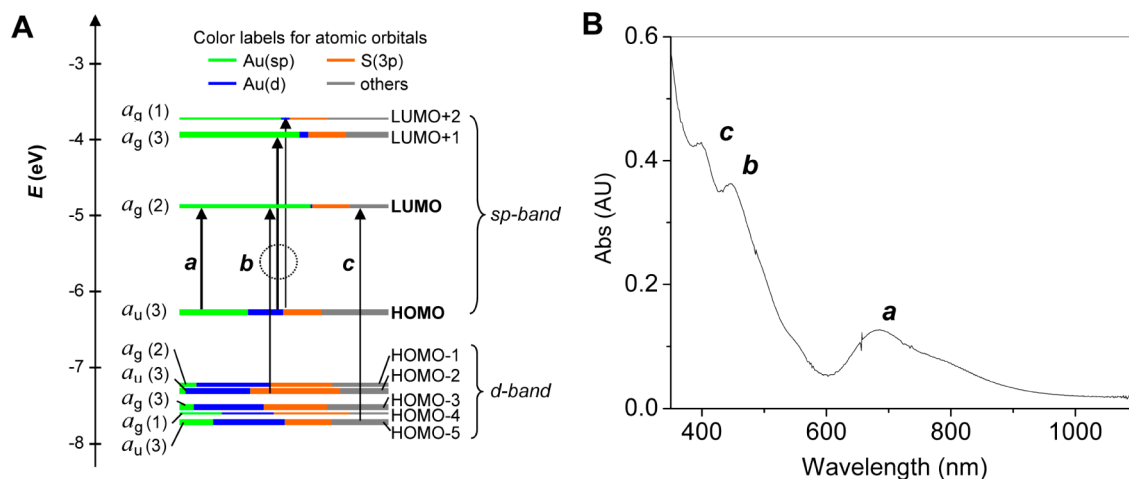 A
Color labels for atomic orbitals
Au(sp) S(3p)
Au(d) others
E (eV)
-3
-4
-5
-6
-7
-8
ag (1) LUMO+2
ag (3) LUMO+1
ag (2) LUMO
sp-band
a b c
au (3) HOMO
ag (2) HOMO-1
au (3) HOMO-2
ag (3) HOMO-3
ag (1) HOMO-4
au (3) HOMO-5
d-band
B
Abs (AU)
0.6
0.4
0.2
0.0
c
b
a
400 600 800 1000
Wavelength (nm)